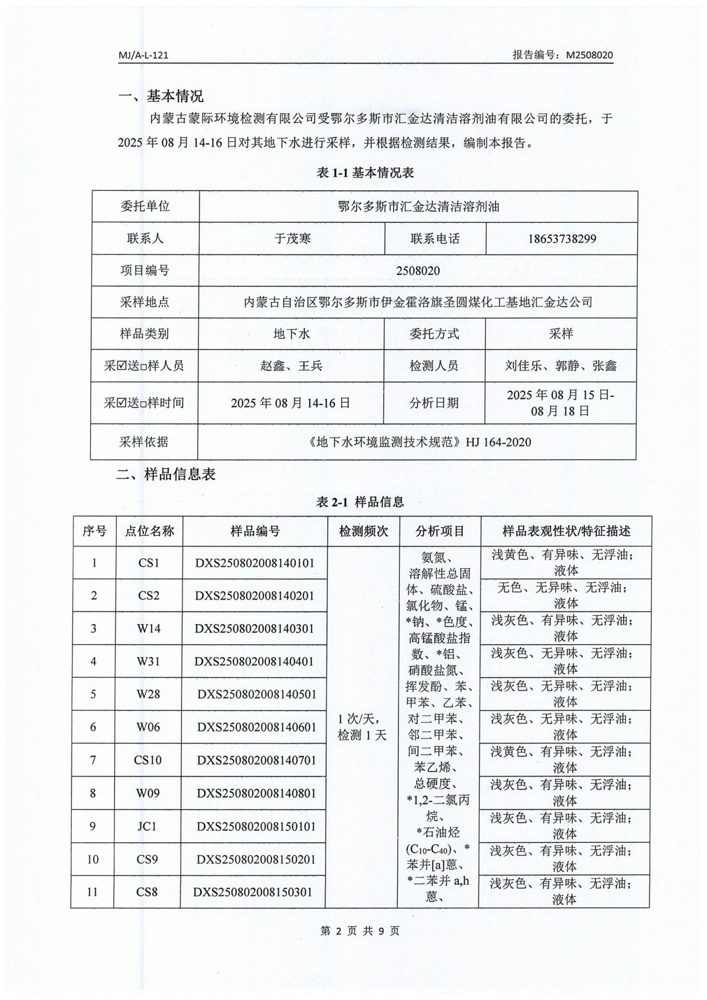 MJ/A-L-121 报告编号：M2508020
一、基本情况
内蒙古蒙际环境检测有限公司受鄂尔多斯市汇金达清洁溶剂油有限公司的委托，于
2025 年 08 月 14-16 日对其地下水进行采样，并根据检测结果，编制本报告。
表 1-1 基本情况表
委托单位 鄂尔多斯市汇金达清洁溶剂油
联系人 于茂寒 联系电话 18653738299
项目编号 2508020
采样地点 内蒙古自治区鄂尔多斯市伊金霍洛旗圣圆煤化工基地汇金达公司
样品类别 地下水 委托方式 采样
采☑送□样人员 赵鑫、王兵 检测人员 刘佳乐、郭静、张鑫
采☑送□样时间 2025 年 08 月 14-16 日 分析日期 2025 年 08 月 15 日-
08 月 18 日
采样依据 《地下水环境监测技术规范》HJ 164-2020
二、样品信息表
表 2-1 样品信息
序号 点位名称 样品编号 检测频次 分析项目 样品表观性状/特征描述
1 CS1 DXS250802008140101 浅黄色、有异味、无浮油；
液体
2 CS2 DXS250802008140201 无色、无异味、无浮油；
液体
3 W14 DXS250802008140301 浅灰色、有异味、无浮油；
液体
4 W31 DXS250802008140401 浅灰色、无异味、无浮油；
液体
5 W28 DXS250802008140501 浅灰色、无异味、无浮油；
液体
6 W06 DXS250802008140601 浅灰色、无异味、无浮油；
液体
7 CS10 DXS250802008140701 浅黄色、有异味、无浮油；
液体
8 W09 DXS250802008140801 浅灰色、有异味、无浮油；
液体
9 JC1 DXS250802008150101 浅灰色、有异味、无浮油；
液体
10 CS9 DXS250802008150201 浅灰色、有异味、无浮油；
液体
11 CS8 DXS250802008150301 浅灰色、有异味、无浮油；
液体
1 次/天，
检测 1 天
氨氮、
溶解性总固
体、硫酸盐、
氯化物、锰、
*钠、*色度、
高锰酸盐指
数、*铝、
硝酸盐氮、
挥发酚、苯、
甲苯、乙苯、
对二甲苯、
邻二甲苯、
间二甲苯、
苯乙烯、
总硬度、
*1,2-二氯丙
烷、
*石油烃
(C10-C40)、*
苯并[a]蒽、
*二苯并 a,h
蒽、
第 2 页 共 9 页